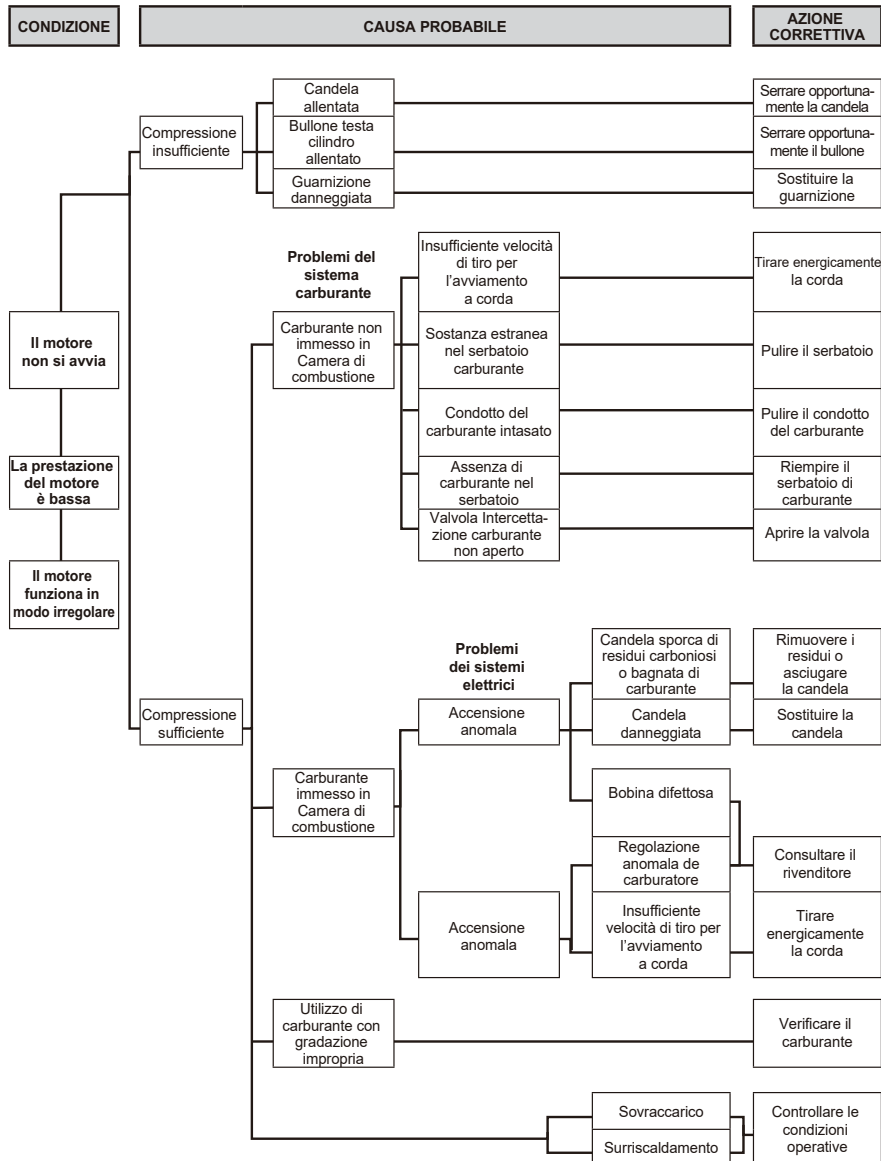 CONDIZIONE
CAUSA PROBABILE
AZIONE
CORRETTIVA
Candela
allentata
Serrare opportuna-
mente la candela
Compressione
insufficiente
Bullone testa
cilindro
allentato
Serrare opportuna-
mente il bullone
Guarnizione
danneggiata
Sostituire la
guarnizione
Problemi del
sistema
carburante
Insufficiente velocità
di tiro per
l'avviamento
a corda
Tirare energicamente
la corda
Il motore
non si avvia
Carburante non
immesso in
Camera di
combustione
Sostanza estranea
nel serbatoio
carburante
Pulire il serbatoio
Condotto del
carburante intasato
Pulire il condotto
del carburante
La prestazione
del motore
è bassa
Assenza di
carburante nel
serbatoio
Riempire il
serbatoio di
carburante
Valvola Intercetta-
zione carburante
non aperto
Aprire la valvola
Il motore
funziona in
modo irregolare
Problemi
dei sistemi
elettrici
Candela sporca di
residui carboniosi
o bagnata di
carburante
Rimuovere i
residui o
asciugare
la candela
Compressione
sufficiente
Accensione
anomala
Candela
danneggiata
Sostituire la
candela
Carburante
immesso in
Camera di
combustione
Bobina difettosa
Regolazione
anomala de
carburatore
Consultare il
rivenditore
Accensione
anomala
Insufficiente
velocità di tiro per
l'avviamento
a corda
Tirare
energicamente
la corda
Utilizzo di
carburante con
gradazione
impropria
Verificare il
carburante
Sovraccarico
Surriscaldamento
Controllare le
condizioni
operative